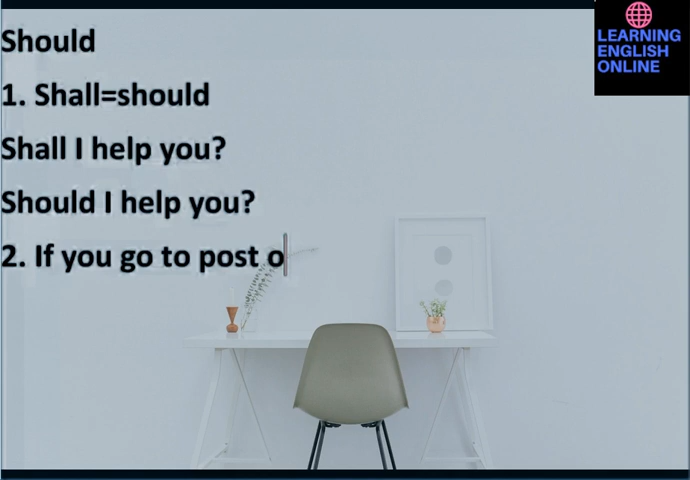 Should
1. Shall=should
Shall I help you?
Should I help you?
2. If you go to post o
LEARNING
ENGLISH
ONLINE